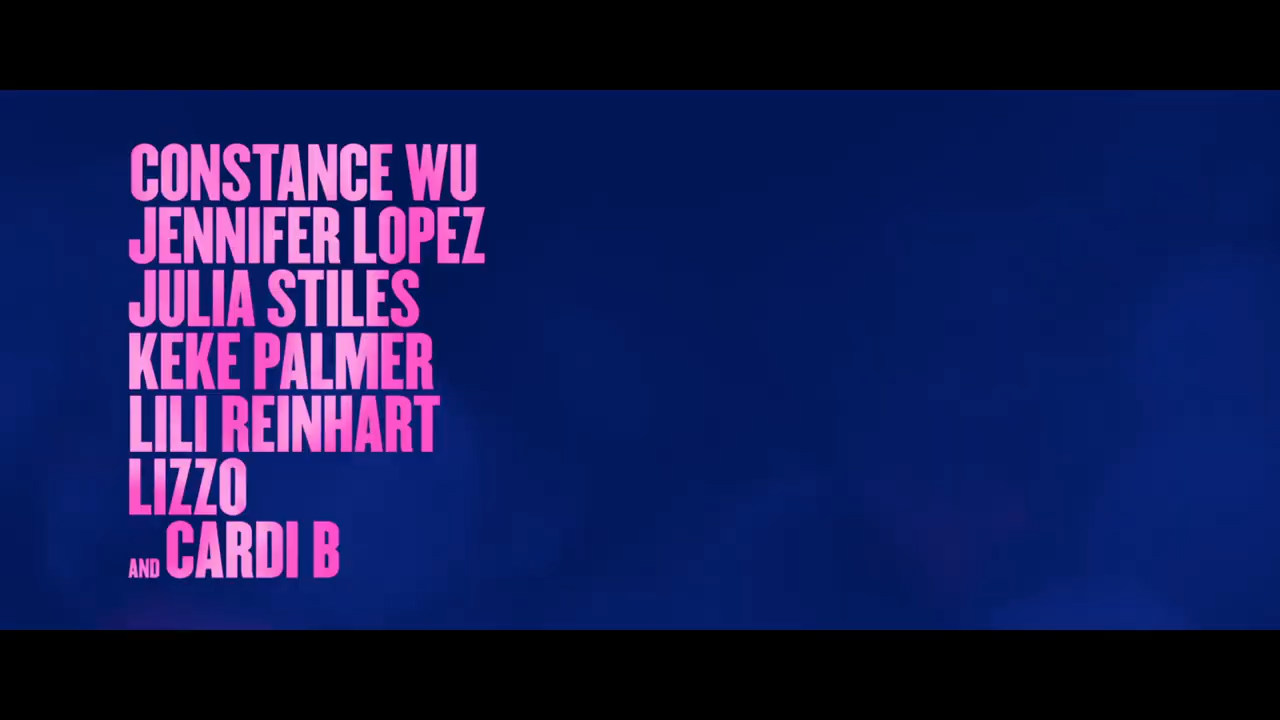 CONSTANCE WU
JENNIFER LOPEZ
JULIA STILES
KEKE PALMER
LILI REINHART
LIZZO
AND CARDI B